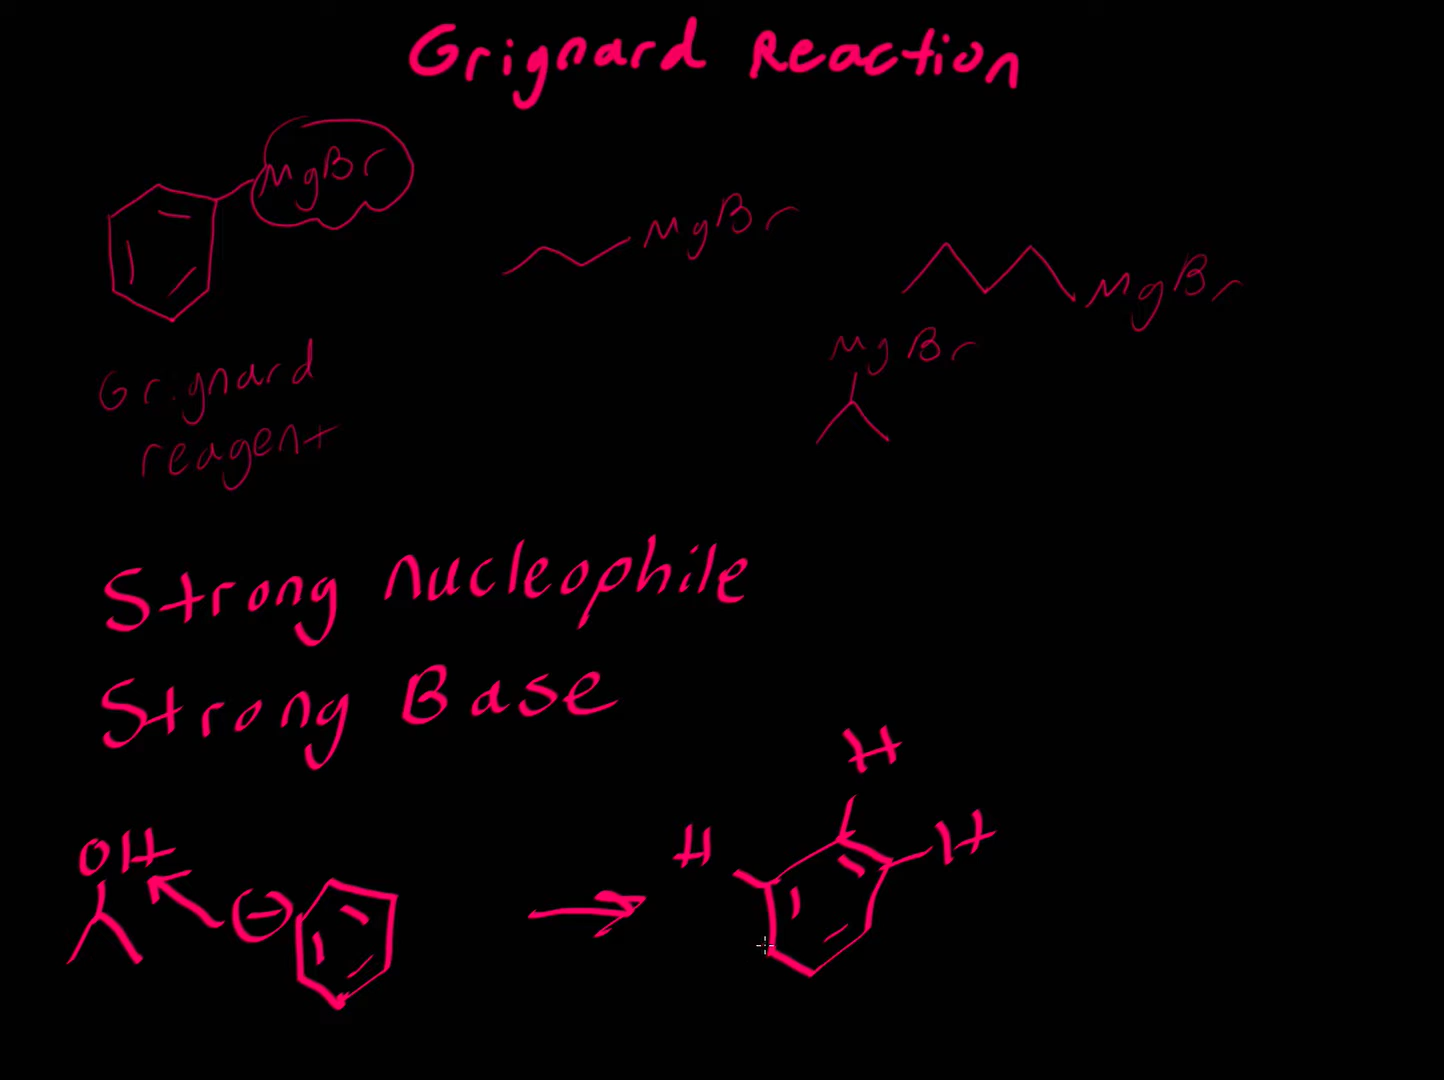 Grignard Reaction
MgBr
MgBr
MgBr
MgBr
Grignard
reagent
Strong nucleophile
Strong Base
H
OH
H
H
⊖